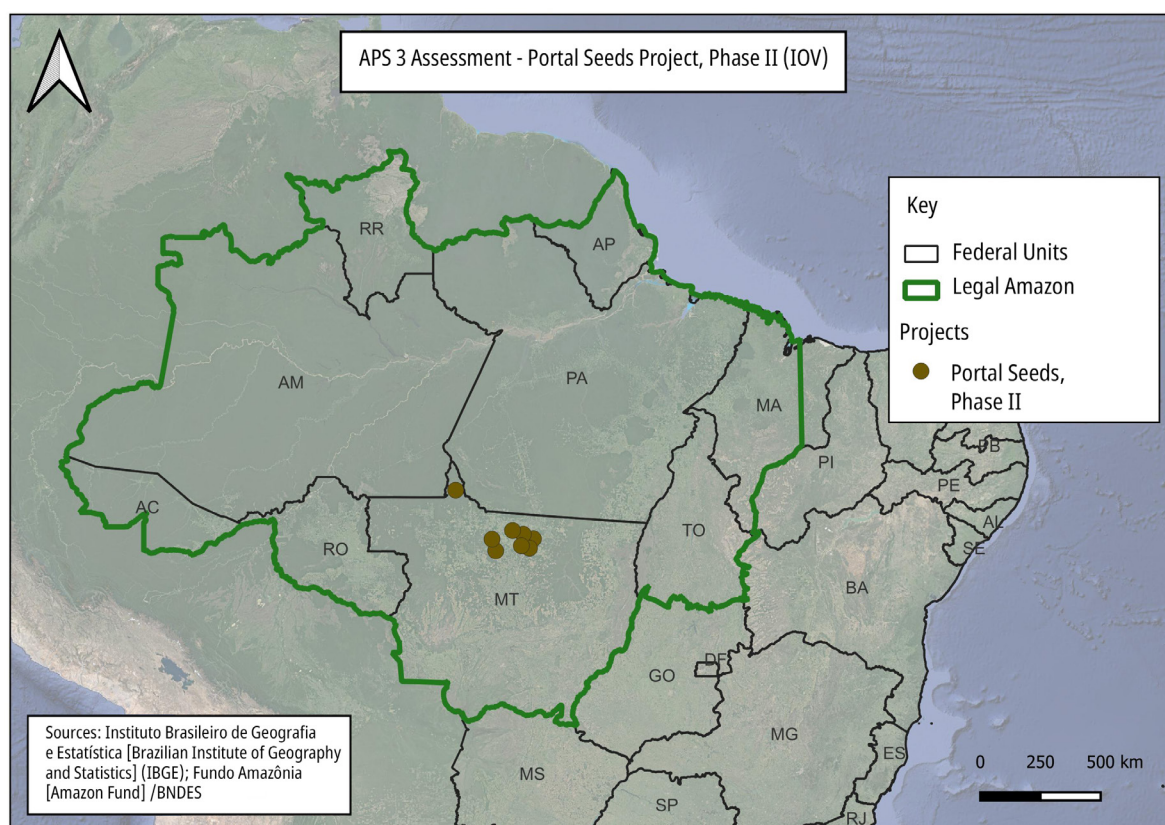 APS 3 Assessment - Portal Seeds Project, Phase II (IOV)
Key
Federal Units
Legal Amazon
Projects
Portal Seeds,
Phase II
RR
AP
AM
PA
MA
PI
PB
PE
AL
SE
AC
RO
TO
BA
MT
DF
GO
MG
ES
MS
SP
RJ
Sources: Instituto Brasileiro de Geografia
e Estatística [Brazilian Institute of Geography
and Statistics] (IBGE); Fundo Amazônia
[Amazon Fund] /BNDES
0 250 500 km